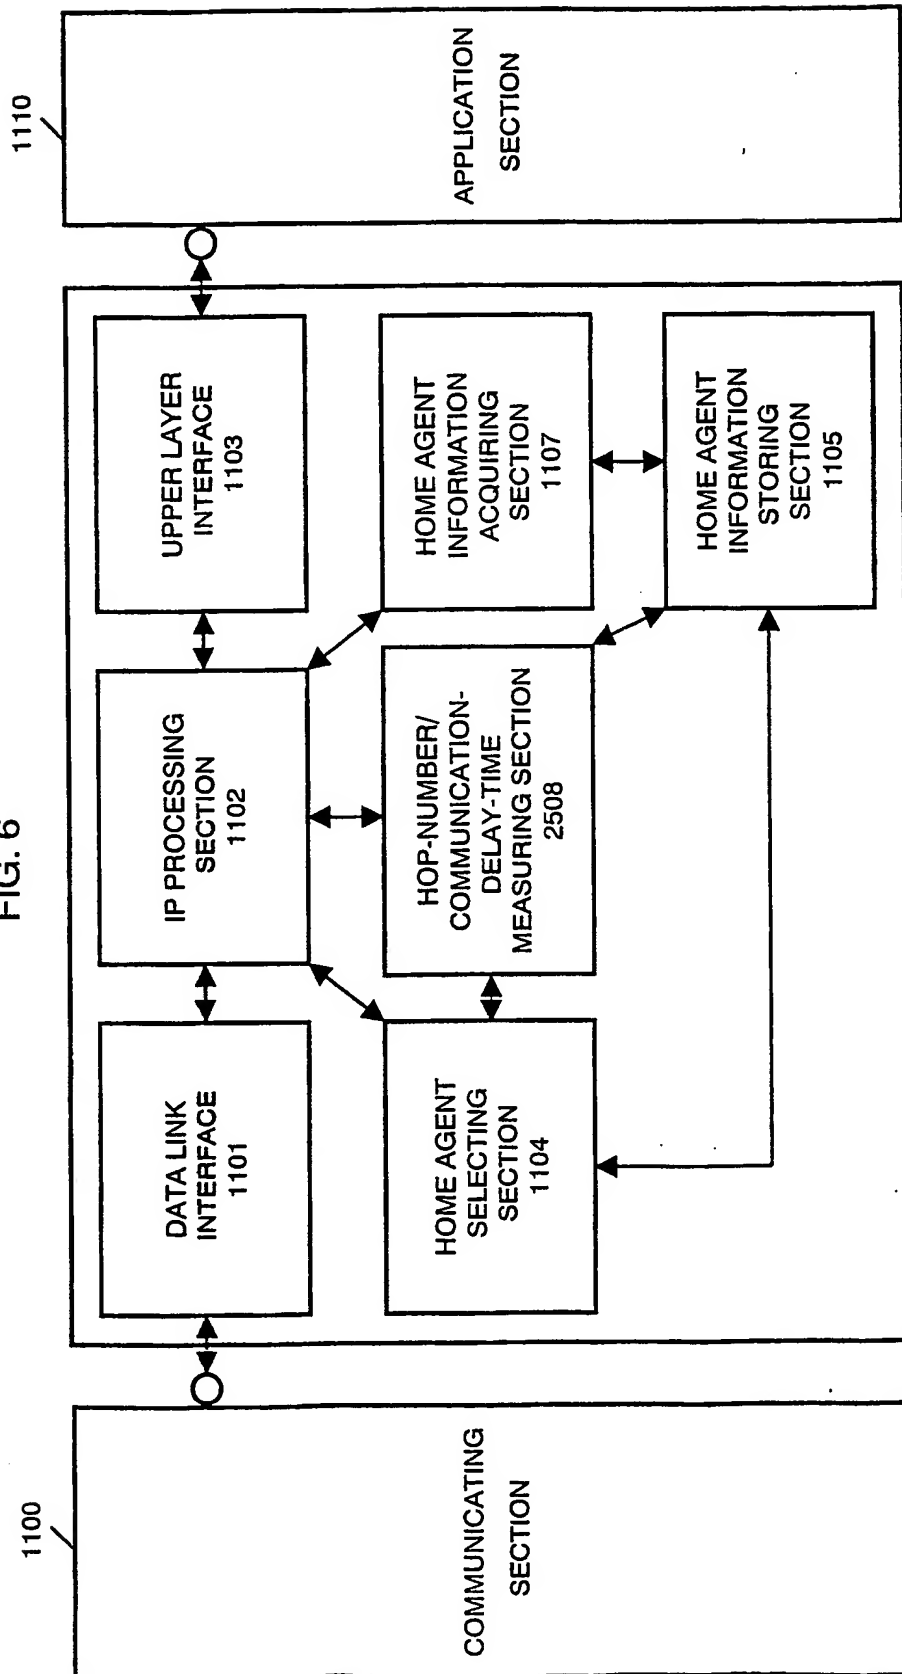 FIG. 6
1100
COMMUNICATING
SECTION
DATA LINK
INTERFACE
1101
IP PROCESSING
SECTION
1102
UPPER LAYER
INTERFACE
1103
HOME AGENT
SELECTING
SECTION
1104
HOP-NUMBER/
COMMUNICATION-
DELAY-TIME
MEASURING SECTION
2508
HOME AGENT
INFORMATION
ACQUIRING
SECTION
1107
HOME AGENT
INFORMATION
STORING
SECTION
1105
1110
APPLICATION
SECTION